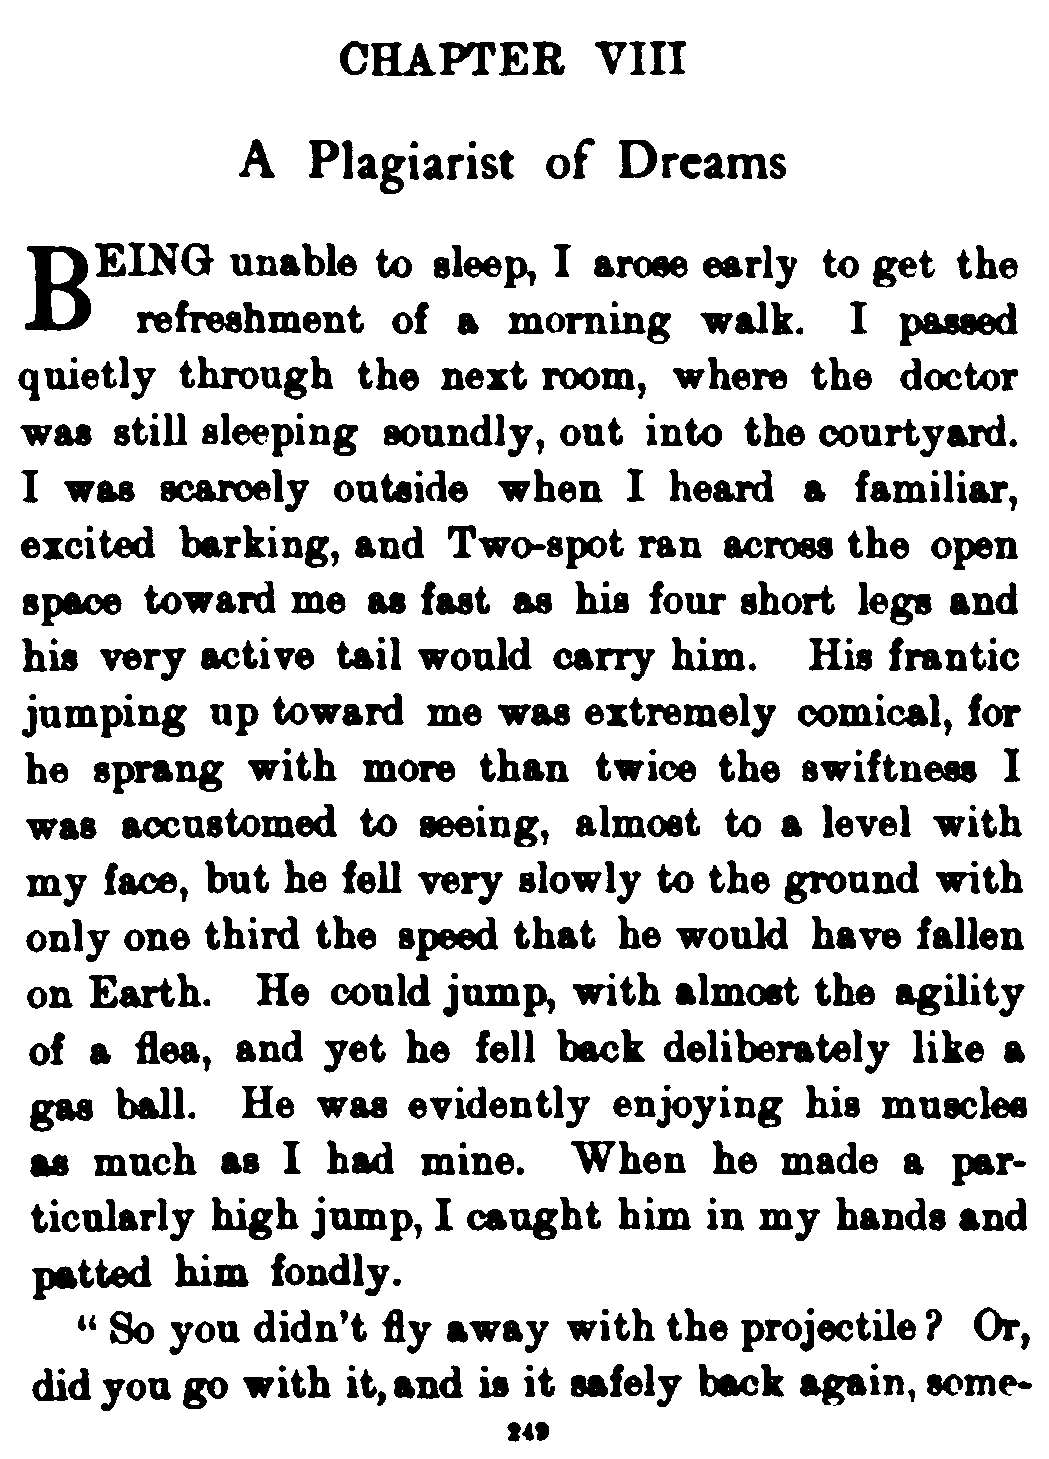 CHAPTER VIII
A Plagiarist of Dreams
BEING unable to sleep, I arose early to get the
refreshment of a morning walk. I passed
quietly through the next room, where the doctor
was still sleeping soundly, out into the courtyard.
I was scarcely outside when I heard a familiar,
excited barking, and Two-spot ran across the open
space toward me as fast as his four short legs and
his very active tail would carry him. His frantic
jumping up toward me was extremely comical, for
he sprang with more than twice the swiftness I
was accustomed to seeing, almost to a level with
my face, but he fell very slowly to the ground with
only one third the speed that he would have fallen
on Earth. He could jump, with almost the agility
of a flea, and yet he fell back deliberately like a
gas ball. He was evidently enjoying his muscles
as much as I had mine. When he made a par-
ticularly high jump, I caught him in my hands and
patted him fondly.
“So you didn't fly away with the projectile? Or,
did you go with it, and is it safely back again, some-
249